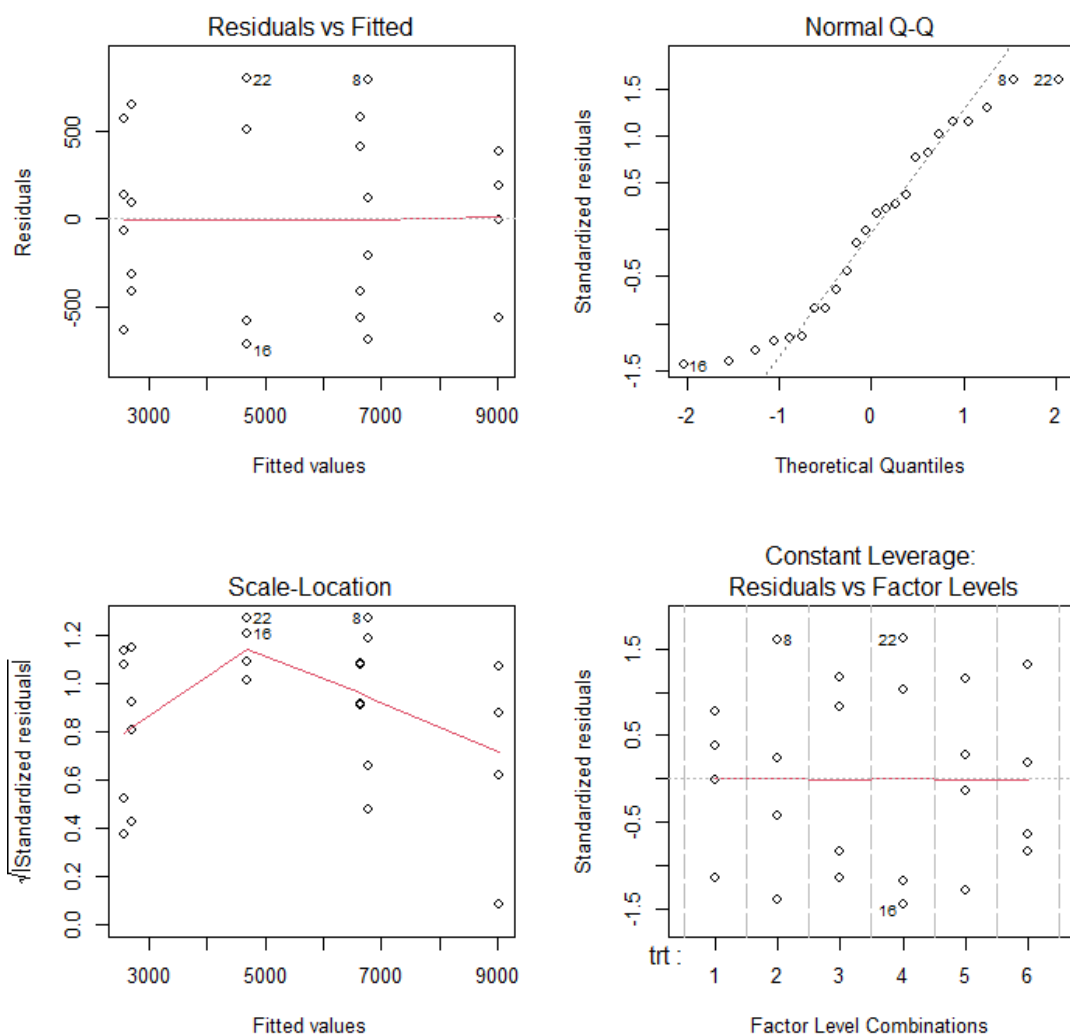 Residuals vs Fitted
Residuals
500
0
-500
22
8
16
3000 5000 7000 9000
Fitted values
Normal Q-Q
Standardized residuals
1.5
0.5
-0.5
-1.5
8 22
16
-2 -1 0 1 2
Theoretical Quantiles
Scale-Location
√|Standardized residuals|
1.2
1.0
0.8
0.6
0.4
0.2
0.0
22
16
8
3000 5000 7000 9000
Fitted values
Constant Leverage:
Residuals vs Factor Levels
Standardized residuals
1.5
0.5
-0.5
-1.5
8
22
16
trt :
1 2 3 4 5 6
Factor Level Combinations